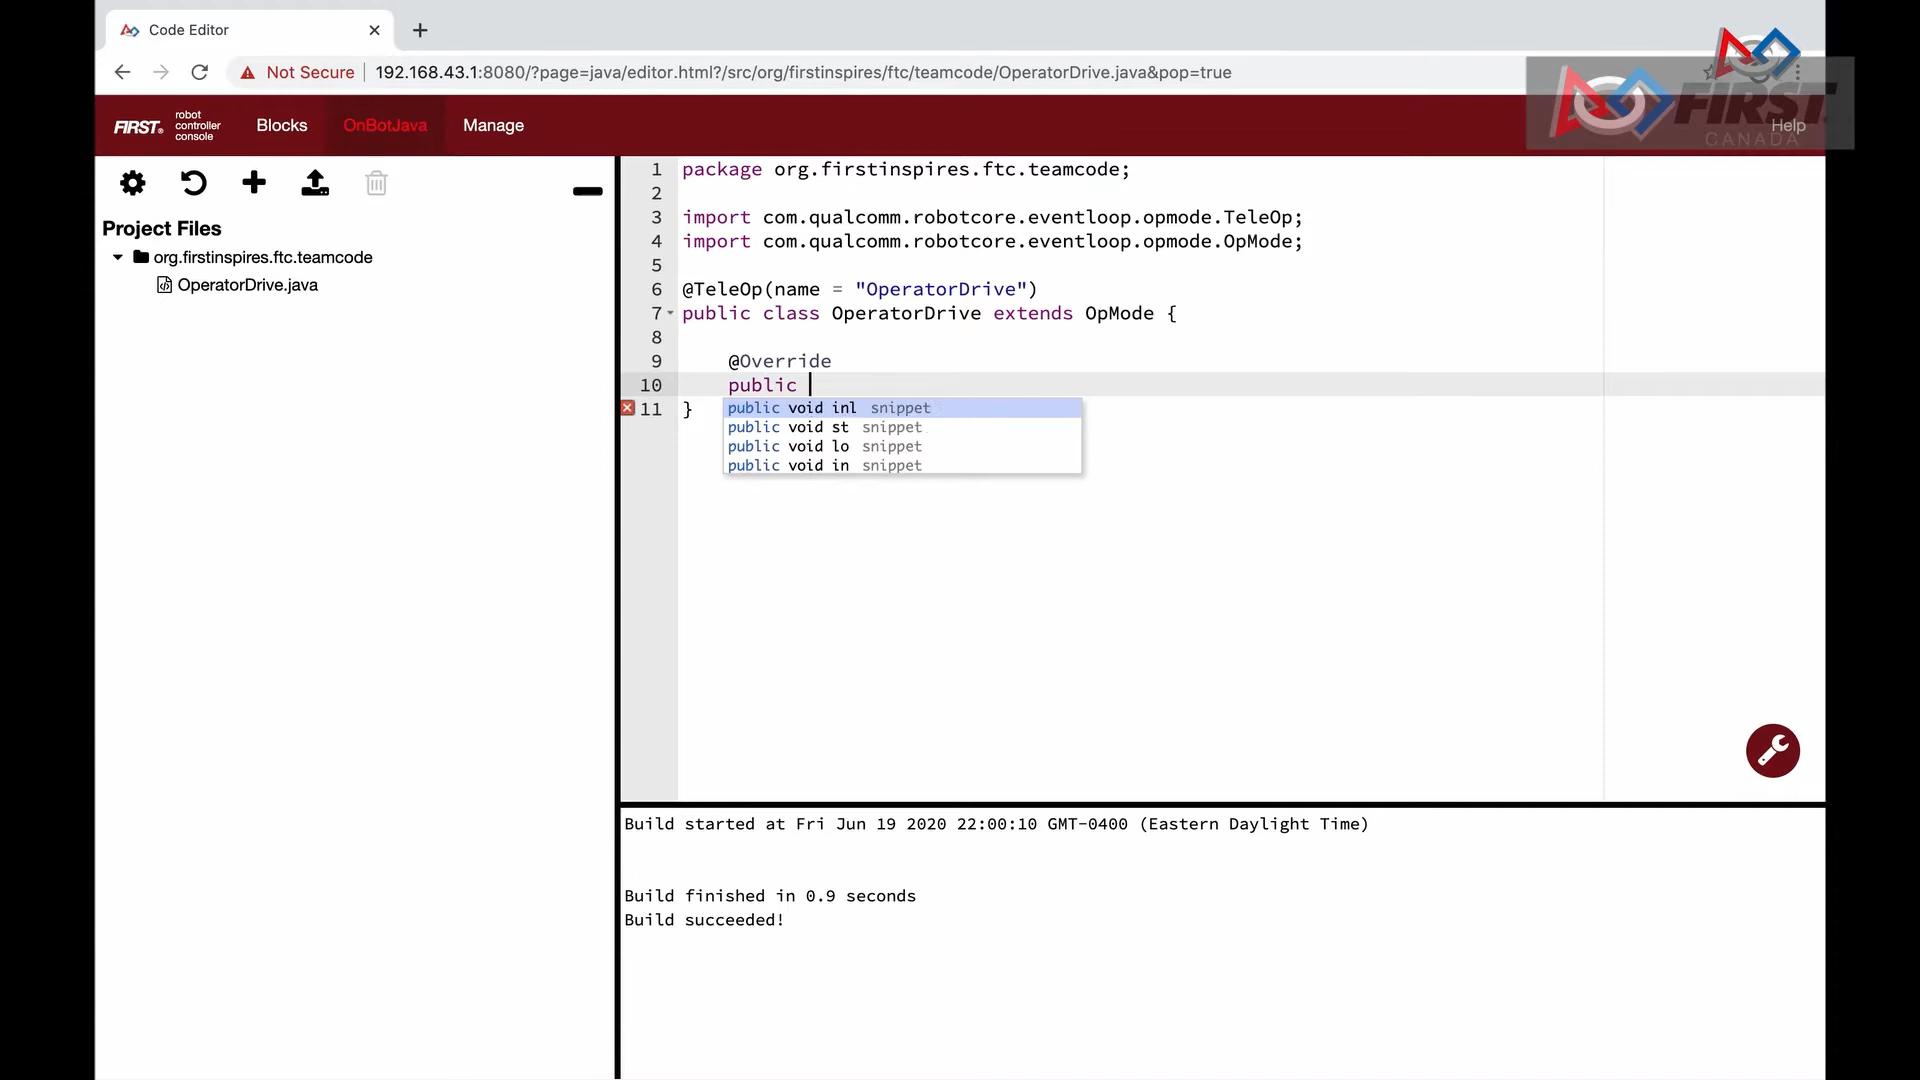 Code Editor
Not Secure
192.168.43.1:8080/?page=java/editor.html?/src/org/firstinspires/ftc/teamcode/OperatorDrive.java&pop=true
FIRST
CANADA
FIRST®
robot
controller
console
Blocks
OnBotJava
Manage
Help
Project Files
org.firstinspires.ftc.teamcode
OperatorDrive.java
1 package org.firstinspires.ftc.teamcode;
2
3 import com.qualcomm.robotcore.eventloop.opmode.TeleOp;
4 import com.qualcomm.robotcore.eventloop.opmode.OpMode;
5
6 @TeleOp(name = "OperatorDrive")
7 public class OperatorDrive extends OpMode {
8
9 @Override
10 public
11 }
public void inl snippet
public void st snippet
public void lo snippet
public void in snippet
Build started at Fri Jun 19 2020 22:00:10 GMT-0400 (Eastern Daylight Time)
Build finished in 0.9 seconds
Build succeeded!